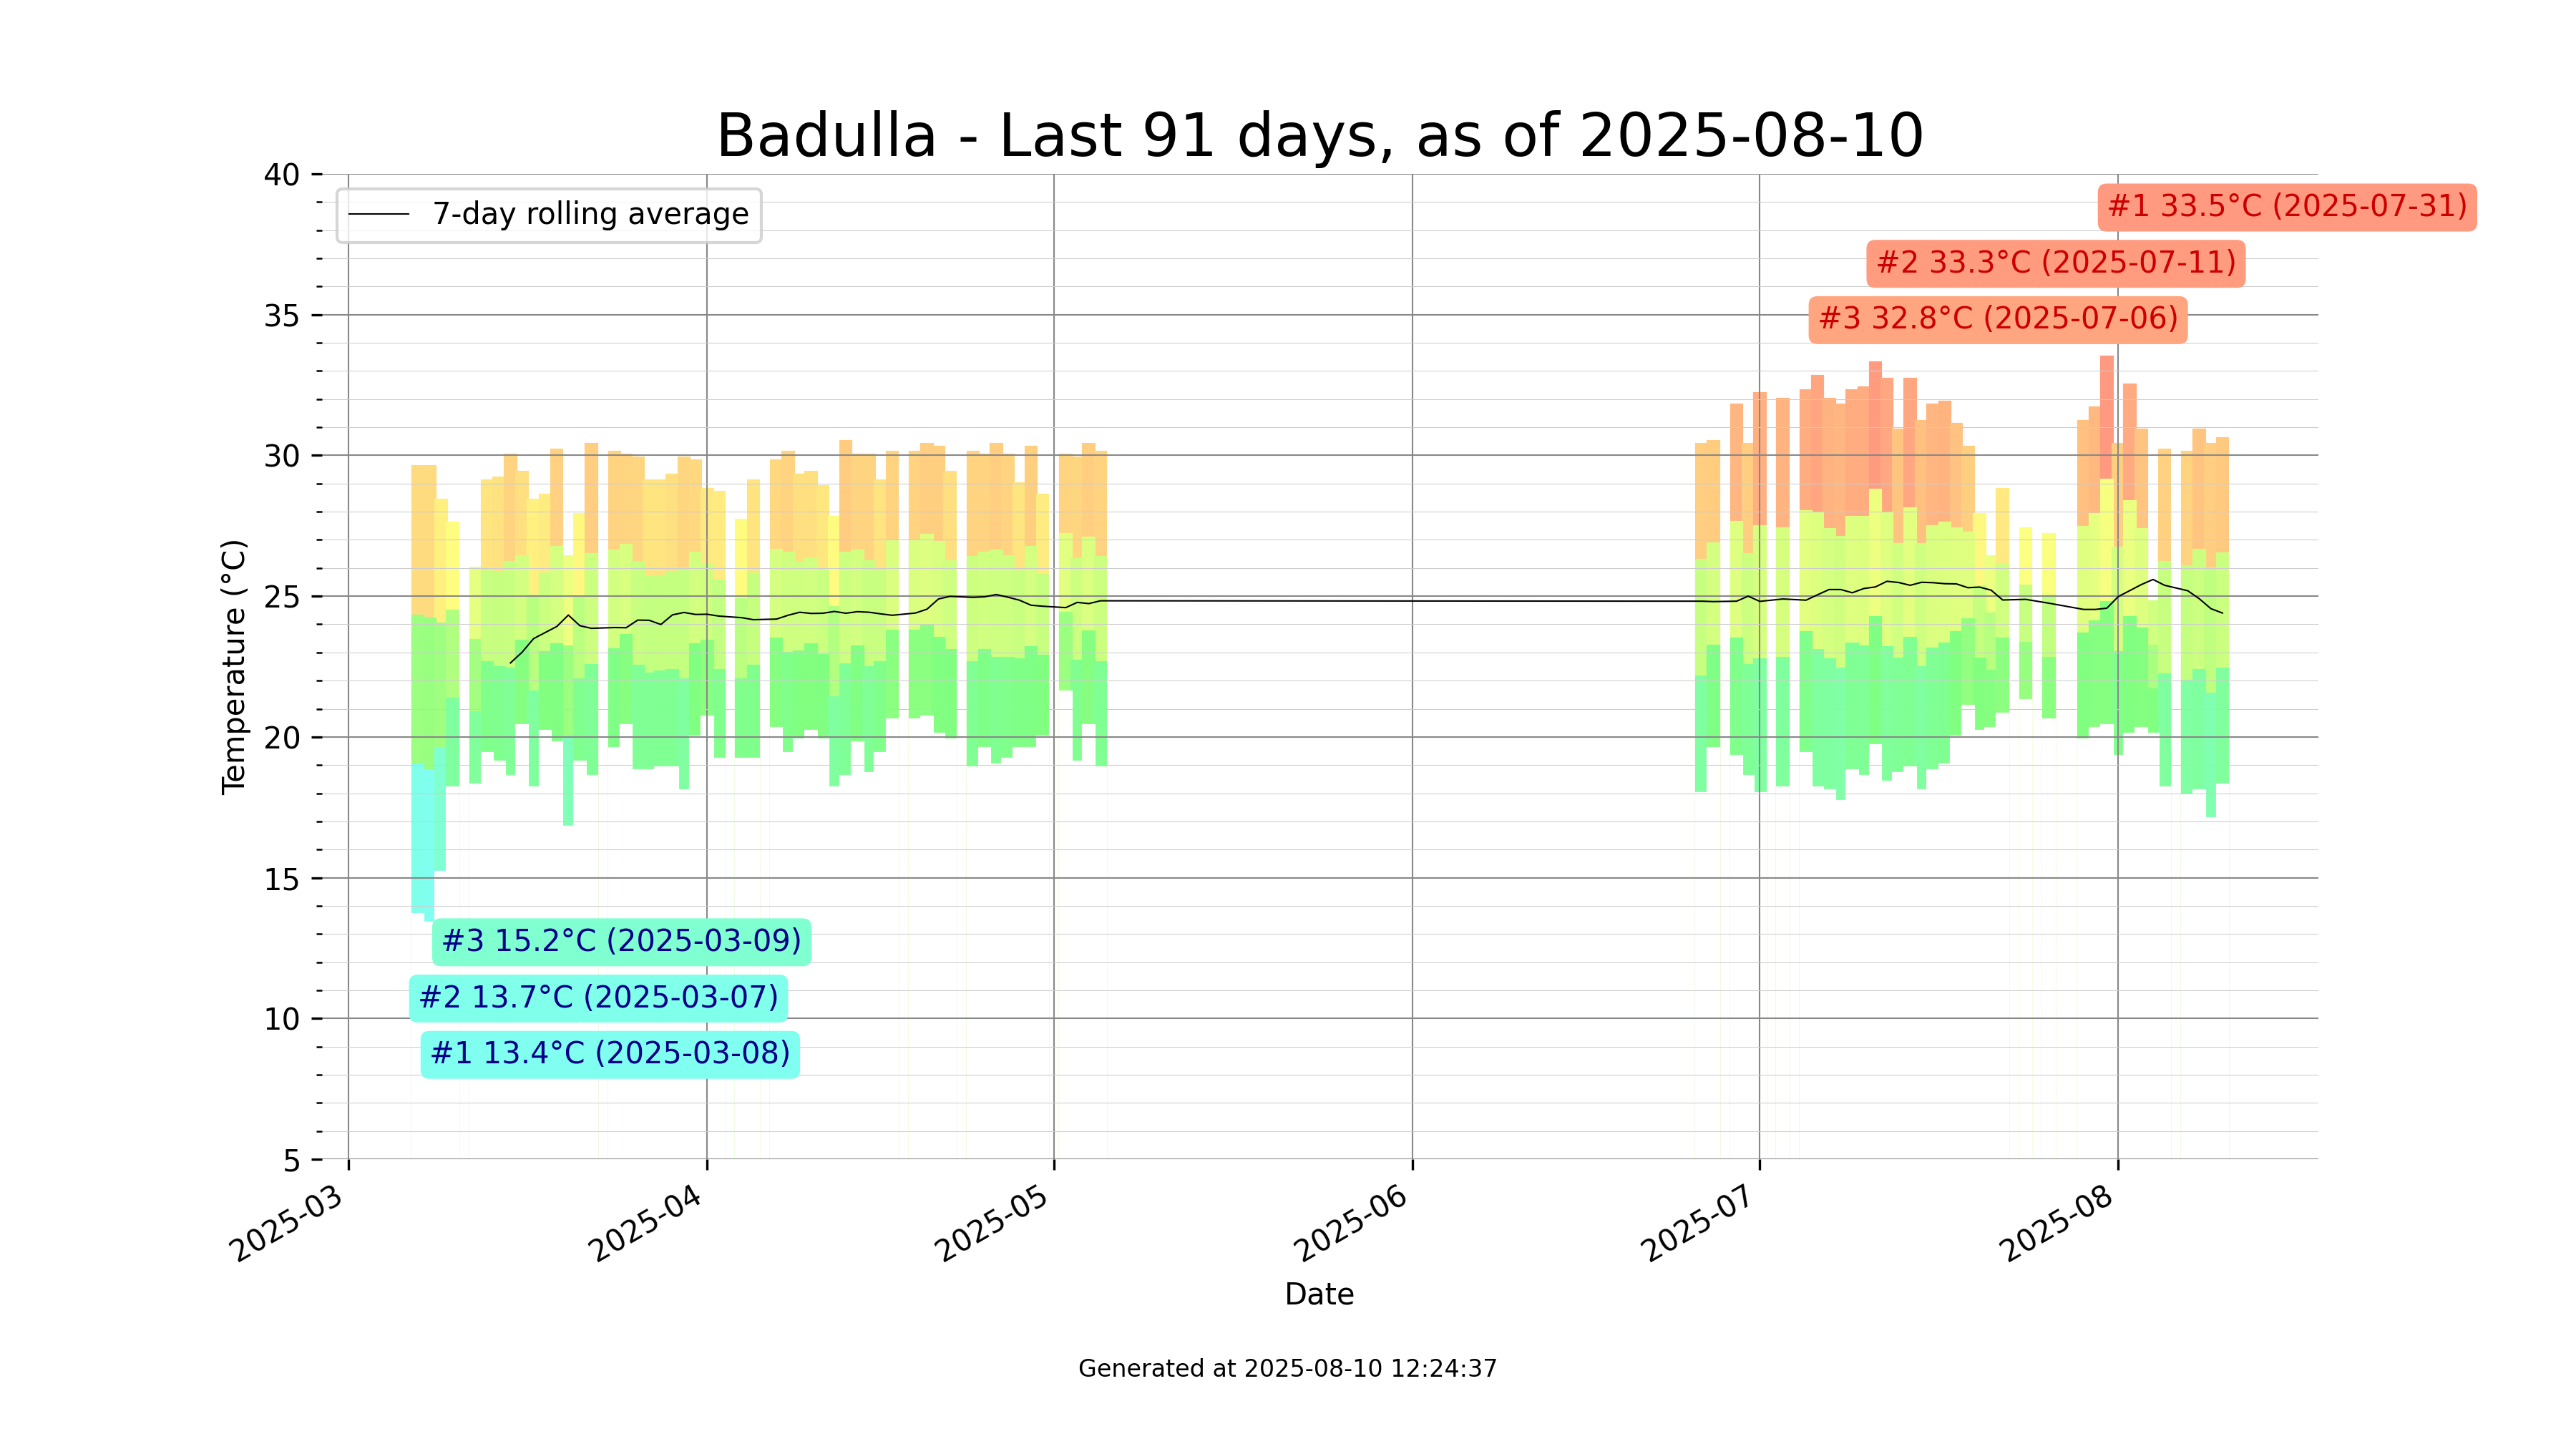 Badulla - Last 91 days, as of 2025-08-10
7-day rolling average
#1 33.5°C (2025-07-31)
#2 33.3°C (2025-07-11)
#3 32.8°C (2025-07-06)
40
35
30
25
20
15
10
5
Temperature (°C)
#3 15.2°C (2025-03-09)
#2 13.7°C (2025-03-07)
#1 13.4°C (2025-03-08)
2025-03
2025-04
2025-05
2025-06
2025-07
2025-08
Date
Generated at 2025-08-10 12:24:37